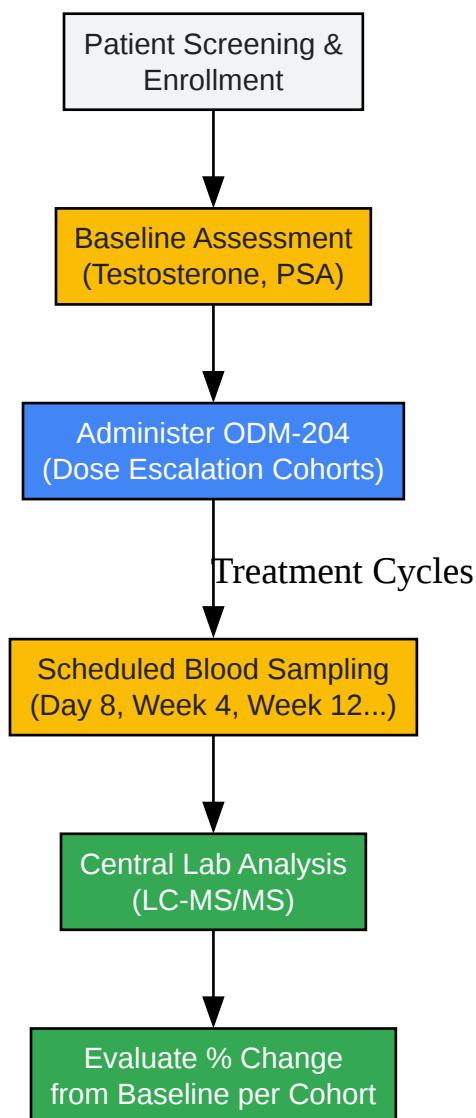 Patient Screening &
Enrollment
Baseline Assessment
(Testosterone, PSA)
Administer ODM-204
(Dose Escalation Cohorts)
Treatment Cycles
Scheduled Blood Sampling
(Day 8, Week 4, Week 12...)
Central Lab Analysis
(LC-MS/MS)
Evaluate % Change
from Baseline per Cohort